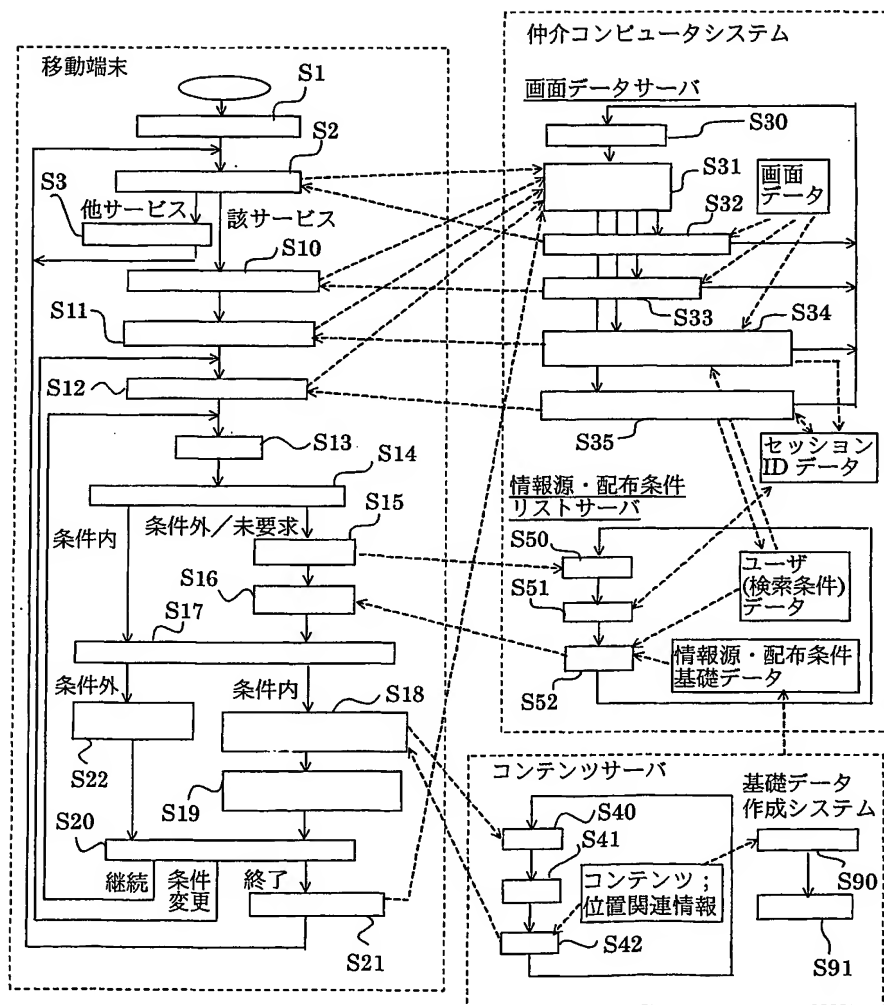 移動端末
S1
S2
S3
他サービス
該サービス
S10
S11
S12
S13
S14
条件内
条件外/未要求
S15
S16
S17
条件外
条件内
S18
S22
S19
S20
継続
条件
変更
終了
S21
仲介コンピュータシステム
画面データサーバ
S30
S31
画面
データ
S32
S33
S34
S35
セッション
IDデータ
情報源・配布条件
リストサーバ
S50
S51
ユーザ
(検索条件)
データ
情報源・配布条件
基礎データ
S52
コンテンツサーバ
基礎データ
作成システム
S40
S41
コンテンツ;
位置関連情報
S90
S42
S91